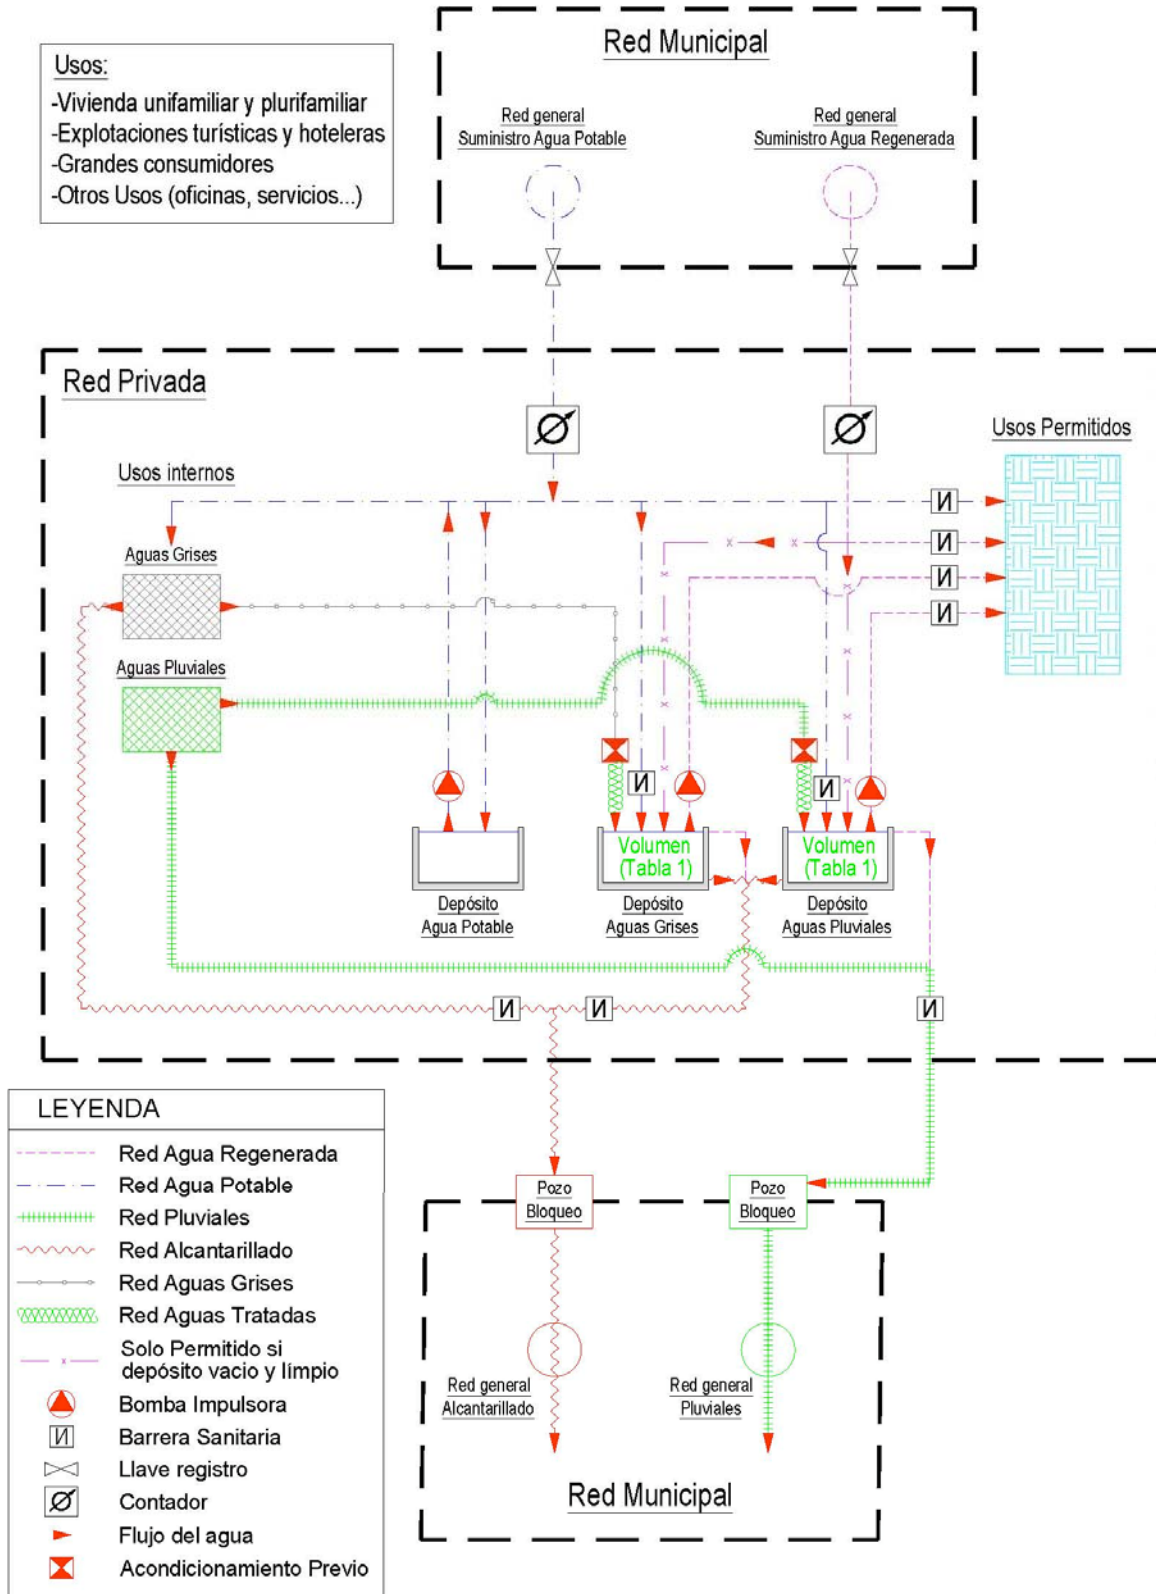 Red Municipal
Usos:
-Vivienda unifamiliar y plurifamiliar
-Explotaciones turísticas y hoteleras
-Grandes consumidores
-Otros Usos (oficinas, servicios...)
Red general
Suministro Agua Potable
Red general
Suministro Agua Regenerada
Red Privada
Usos Permitidos
Usos internos
Aguas Grises
Aguas Pluviales
Volumen
(Tabla 1)
Volumen
(Tabla 1)
Depósito
Agua Potable
Depósito
Aguas Grises
Depósito
Aguas Pluviales
LEYENDA
Red Agua Regenerada
Red Agua Potable
Red Pluviales
Red Alcantarillado
Red Aguas Grises
Red Aguas Tratadas
Solo Permitido si
depósito vacio y límpio
Bomba Impulsora
Barrera Sanitaria
Llave registro
Contador
Flujo del agua
Acondicionamiento Previo
Pozo
Bloqueo
Pozo
Bloqueo
Red general
Alcantarillado
Red general
Pluviales
Red Municipal